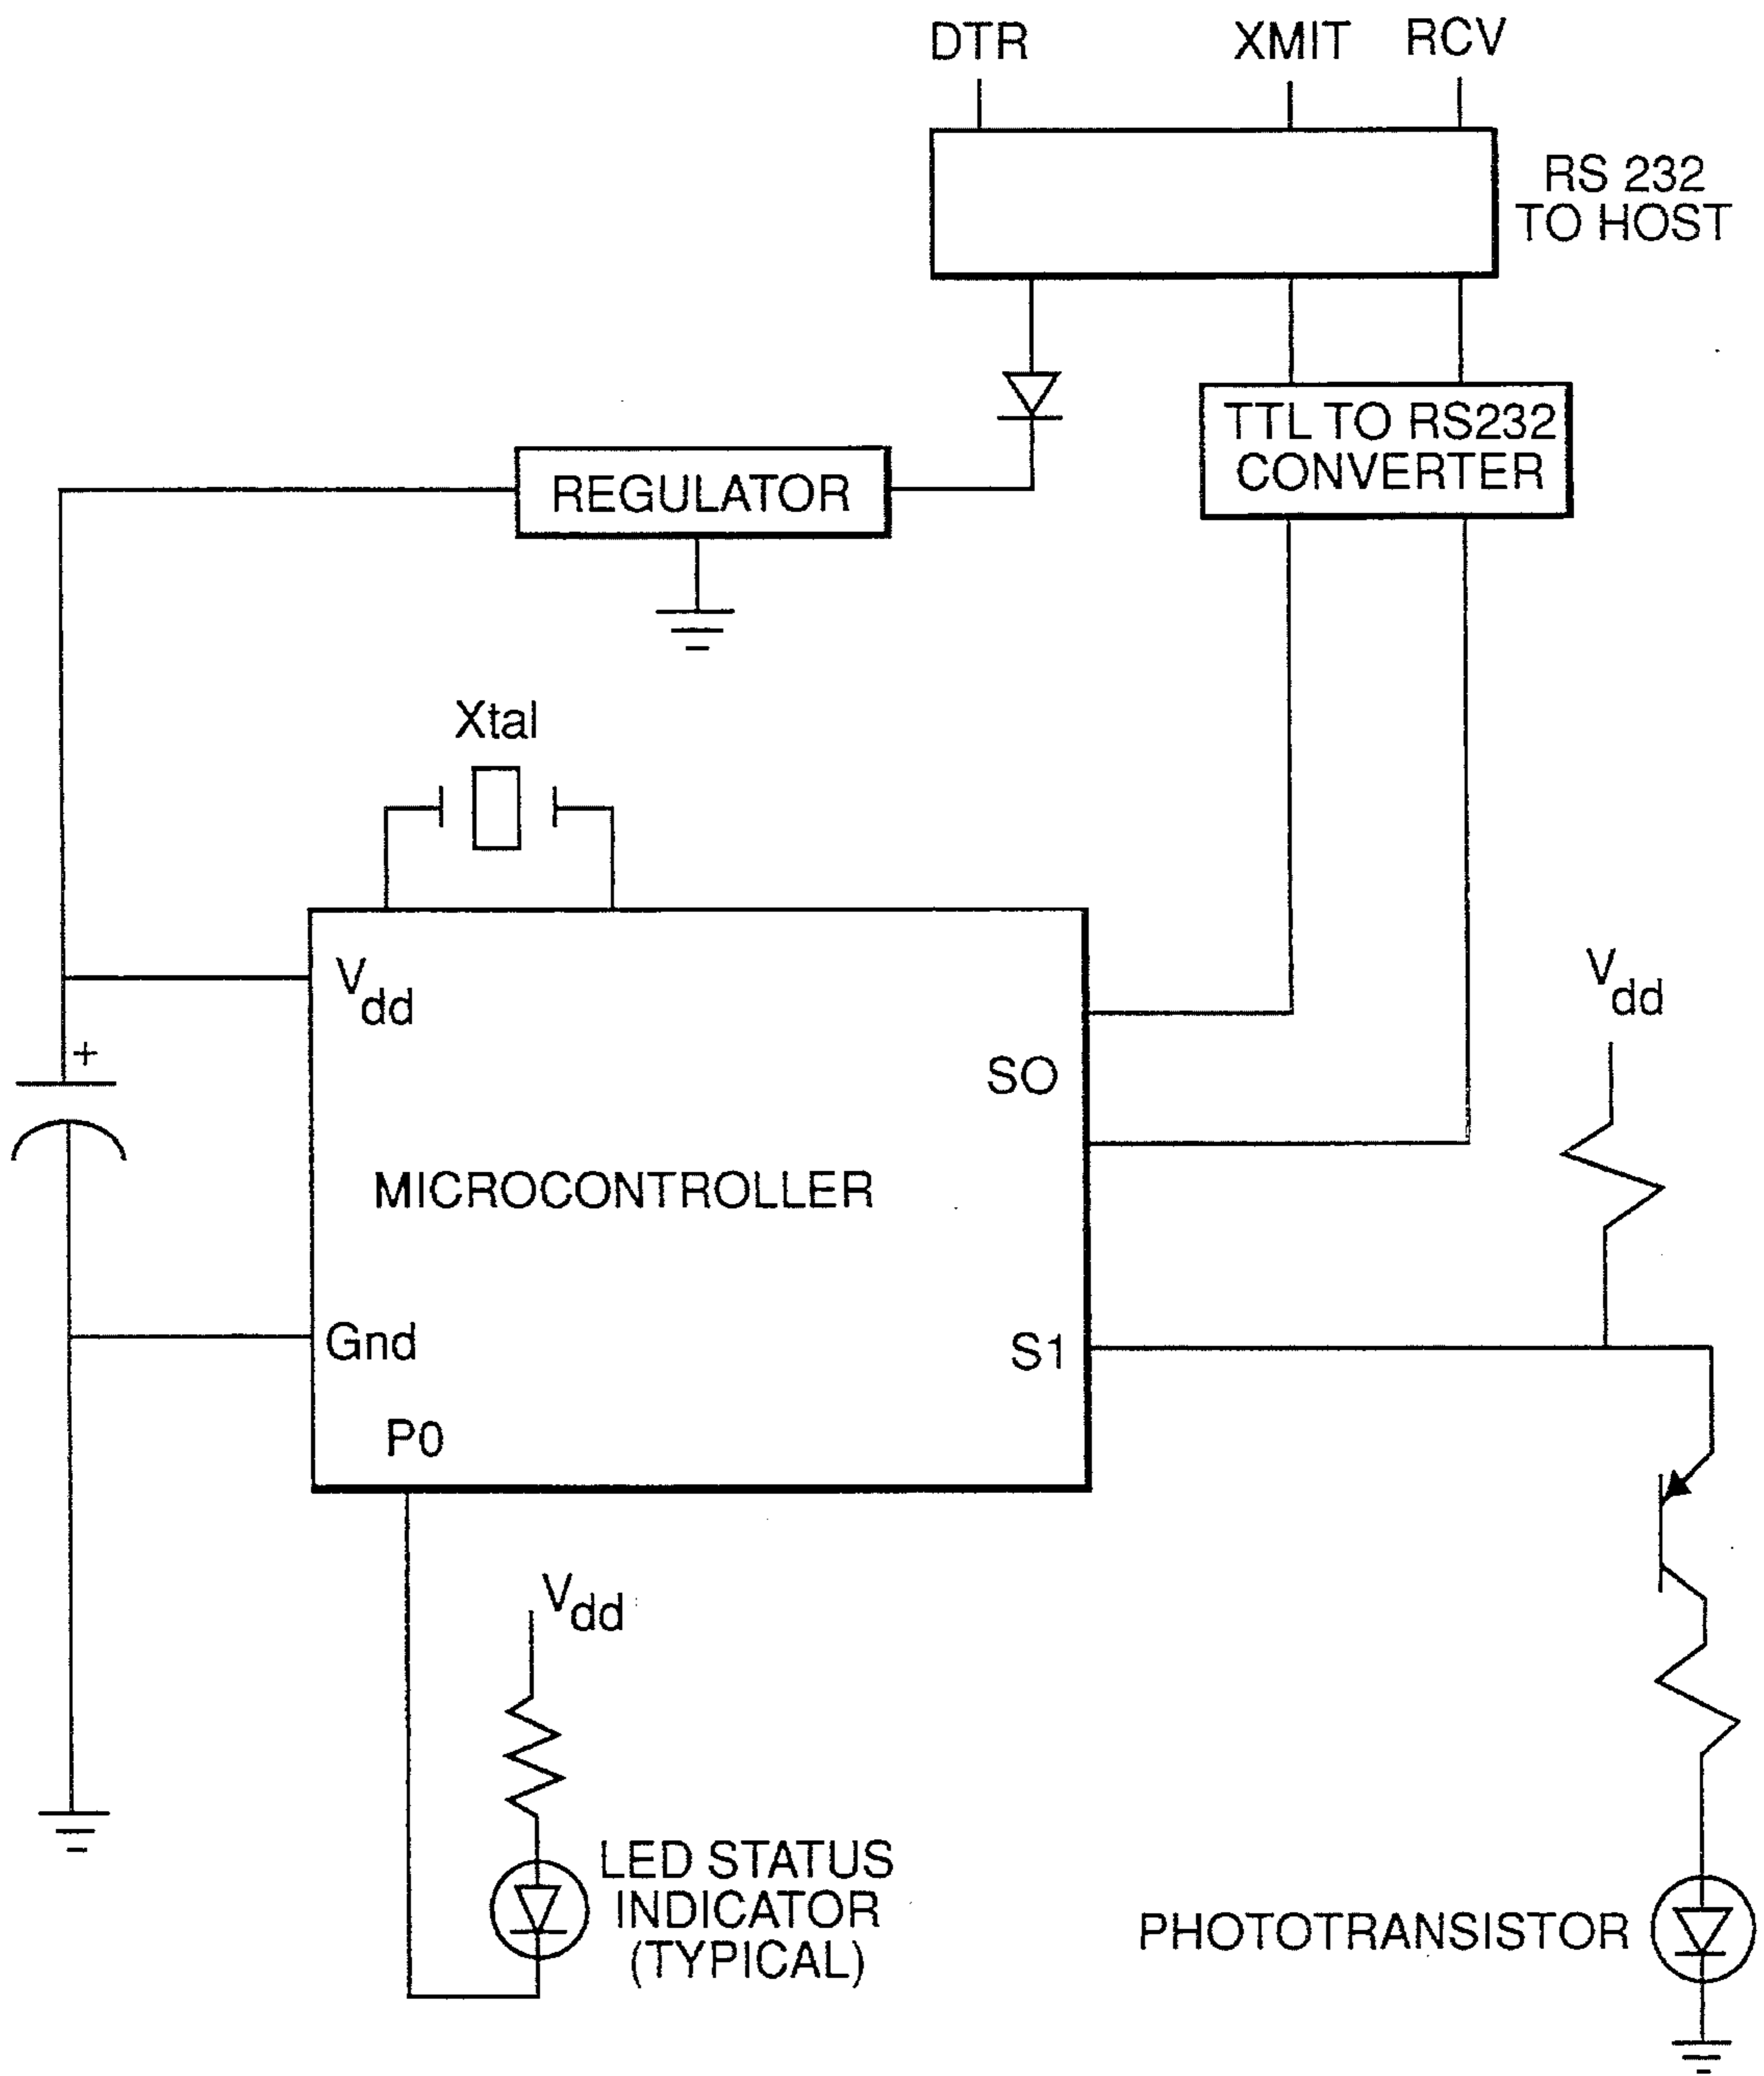 DTR
XMIT
RCV
RS 232
TO HOST
TTL TO RS232
CONVERTER
REGULATOR
Xtal
Vdd
+
SO
Vdd
MICROCONTROLLER
Gnd
S1
P0
Vdd
LED STATUS
INDICATOR
(TYPICAL)
PHOTOTRANSISTOR